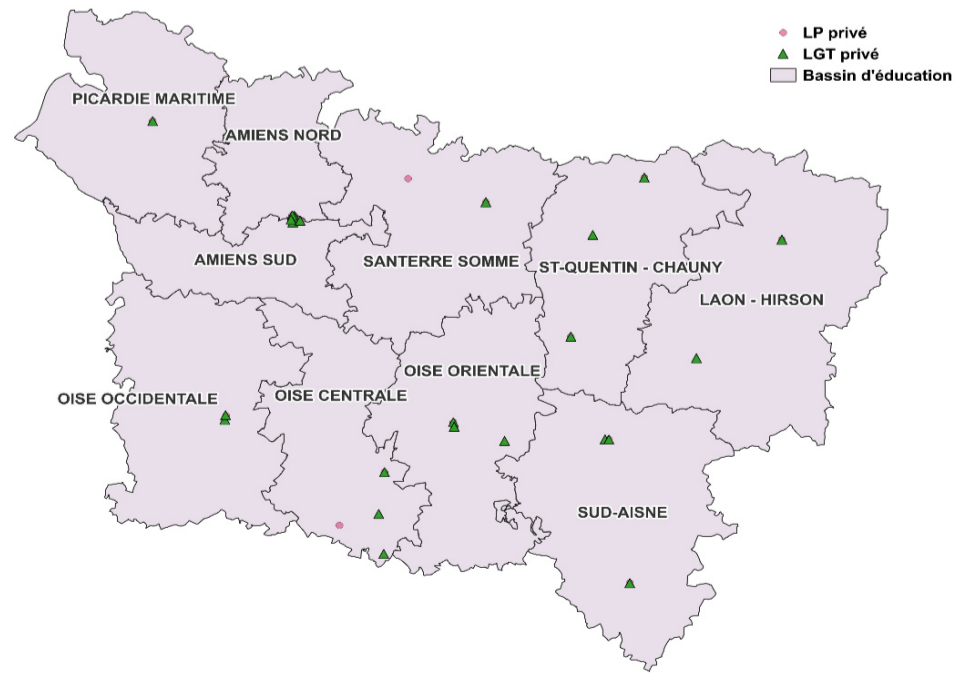 LP privé
LGT privé
Bassin d'éducation
PICARDIE MARITIME
AMIENS NORD
AMIENS SUD
SANTERRE SOMME
ST-QUENTIN - CHAUNY
LAON - HIRSON
OISE ORIENTALE
OISE OCCIDENTALE
OISE CENTRALE
SUD-AISNE